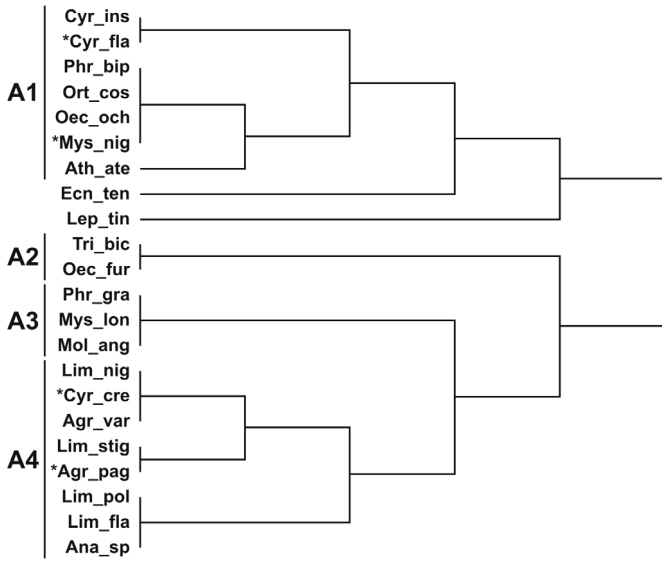 Cyr_ins
*Cyr_fla
Phr_bip
A1
Ort_cos
Oec_och
*Mys_nig
Ath_ate
Ecn_ten
Lep_tin
A2
Tri_bic
Oec_fur
Phr_gra
A3
Mys_lon
Mol_ang
Lim_nig
*Cyr_cre
Agr_var
A4
Lim_stig
*Agr_pag
Lim_pol
Lim_fla
Ana_sp